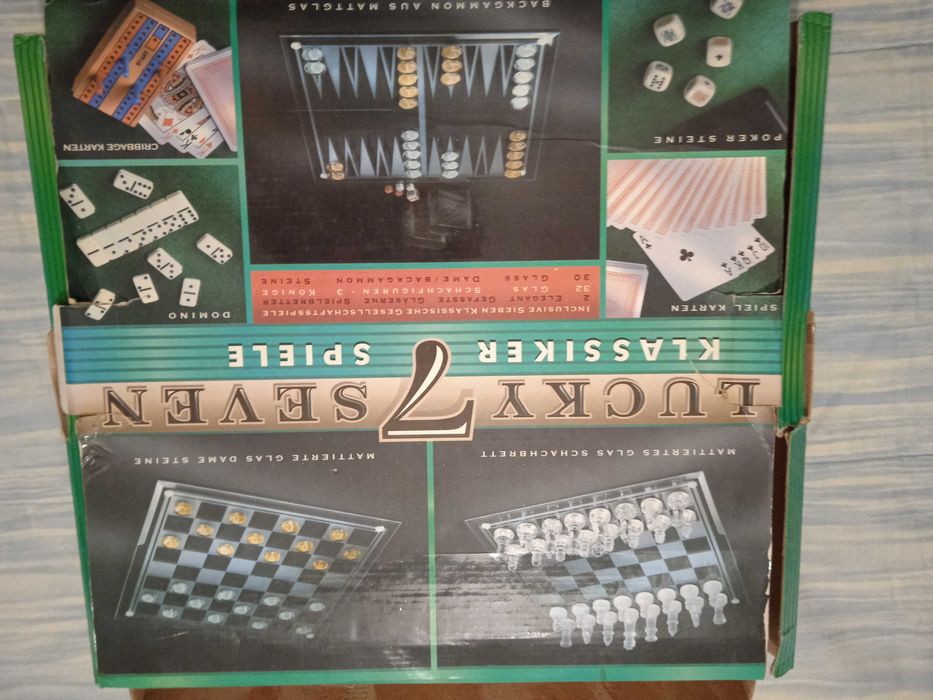 MATTIERTES GLAS SCHACHBRETT
MATTIERTE GLAS DAME STEINE
LUCKY 7 SEVEN
KLASSIKER SPIELE
SPIEL KARTEN
INCLUSIVE SIEBEN KLASSISCHE GESELLSCHAFTSSPIELE
2 ELEGANT GEFASSTE GLÄSERNE SPIELBRETTER
32 GLAS SCHACHFIGUREN - 3" KÖNIGE
30 GLASS DAME/BACKGAMMON STEINE
DOMINO
POKER STEINE
CRIBBAGE KARTEN
BACKGAMMON AUS MATTGLAS